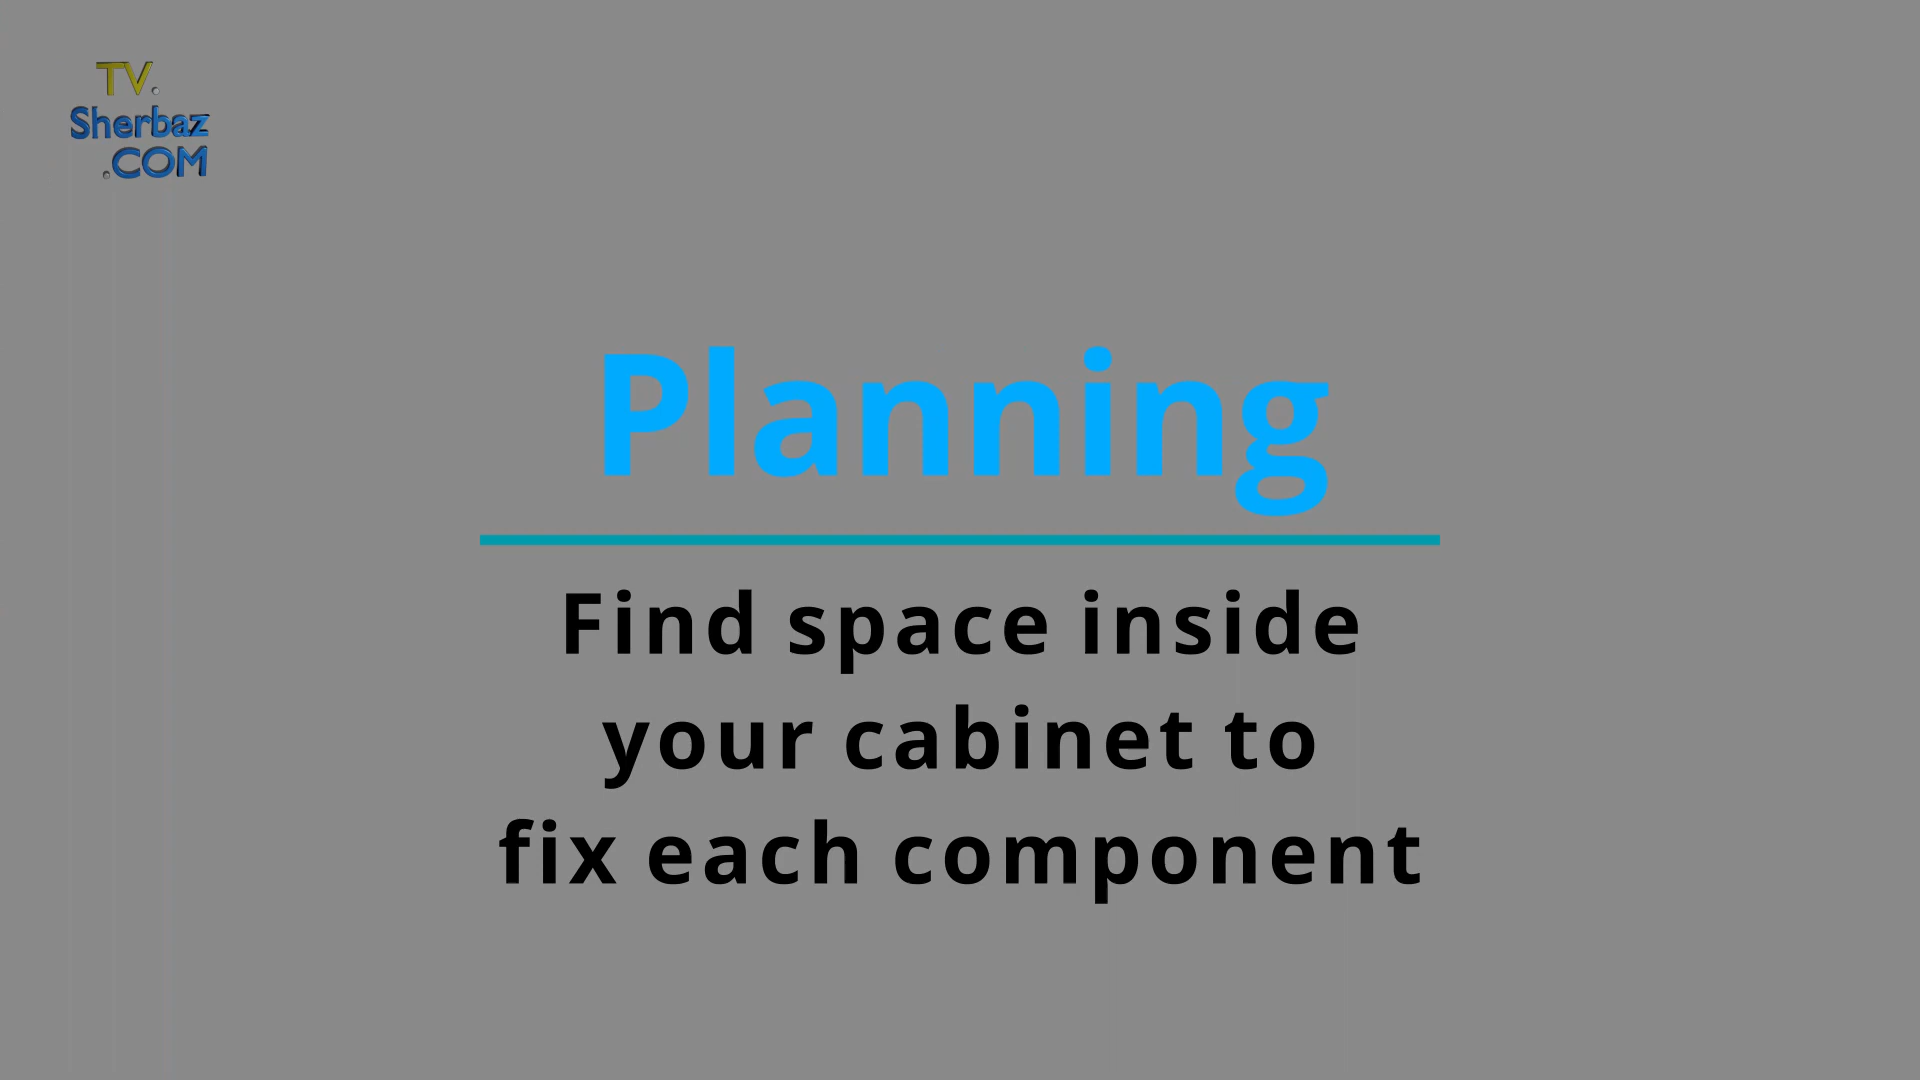 TV.
Sherbaz
.COM
Planning
Find space inside
your cabinet to
fix each component